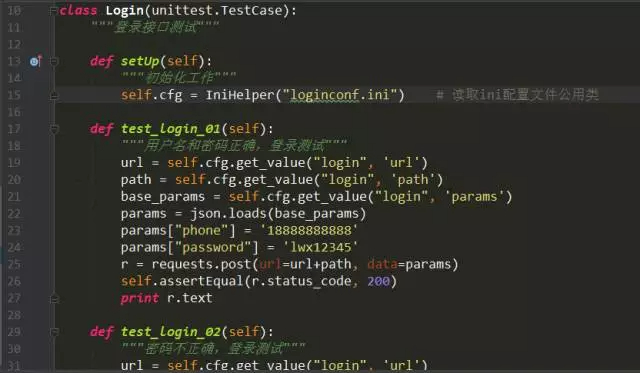 10 class Login(unittest.TestCase):
11 """登录接口测试"""
12
13 def setUp(self):
14 """初始化工作"""
15 self.cfg = IniHelper("loginconf.ini") # 读取ini配置文件公用类
16
17 def test_login_01(self):
18 """用户名和密码正确，登录测试"""
19 url = self.cfg.get_value("login", 'url')
20 path = self.cfg.get_value("login", 'path')
21 base_params = self.cfg.get_value("login", 'params')
22 params = json.loads(base_params)
23 params["phone"] = '18888888888'
24 params["password"] = 'lwx12345'
25 r = requests.post(url=url+path, data=params)
26 self.assertEqual(r.status_code, 200)
27 print r.text
28
29 def test_login_02(self):
30 """密码不正确，登录测试"""
31 url = self.cfg.get_value("login", 'url')